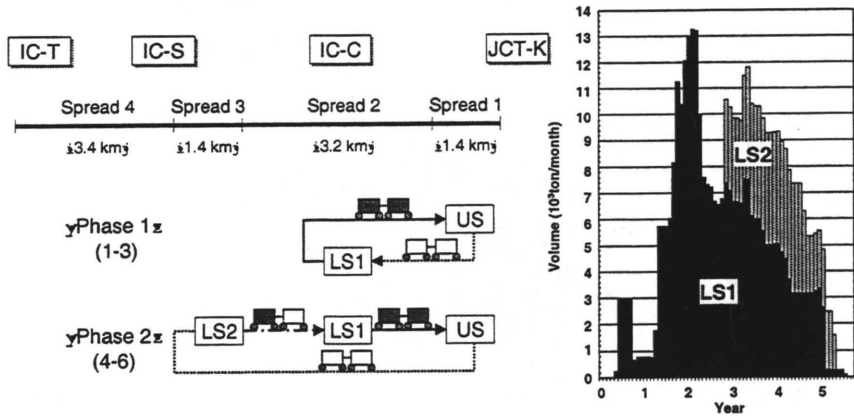 IC-T IC-S IC-C JCT-K
Spread 4 Spread 3 Spread 2 Spread 1
3.4 km 1.4 km 3.2 km 1.4 km
Phase 1
(1-3)
US
LS1
Phase 2
(4-6)
LS2 LS1 US
Volume (10³ton/month)
14
13
12
11
10
9
8
7
6
5
4
3
2
1
0
LS2
LS1
0 1 2 3 4 5
Year